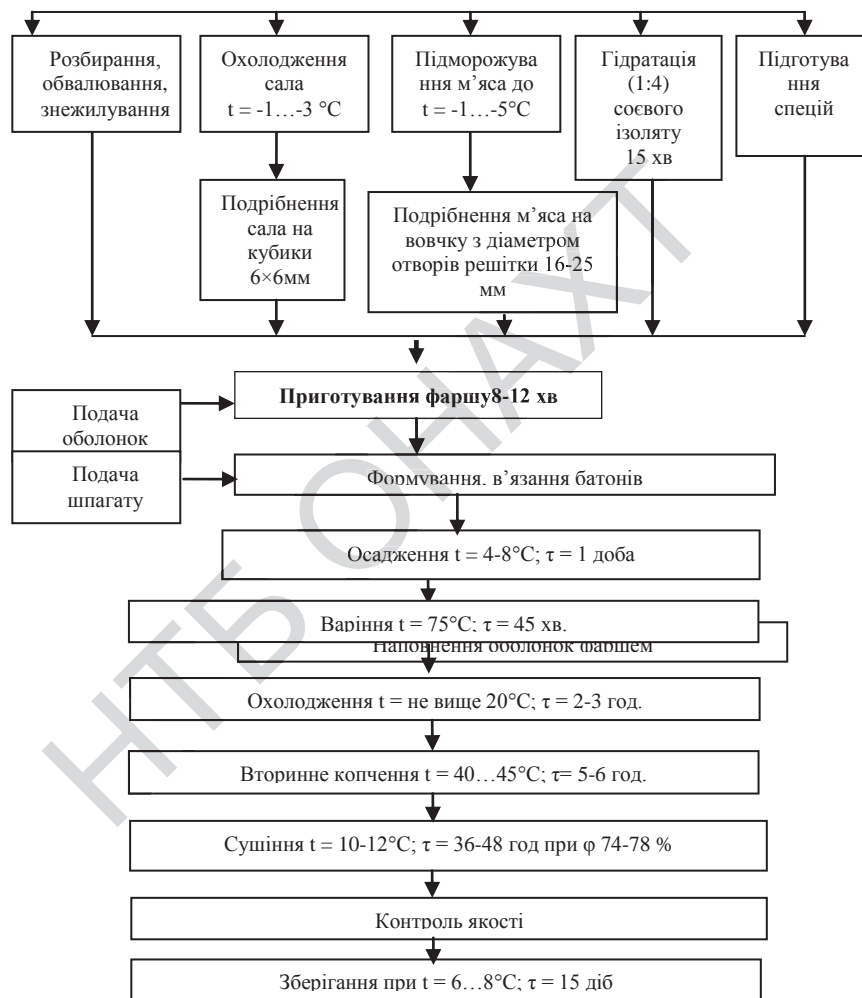 Розбирання,
обвалювання,
знежилування
Охолодження
сала
t = -1…-3 °C
Підморожува
ння м’яса до
t = -1…-5°C
Гідратація
(1:4)
соєвого
ізоляту
15 хв
Підготува
ння
спецій
Подрібнення
сала на
кубики
6×6мм
Подрібнення м’яса на
вовчку з діаметром
отворів решітки 16-25
мм
Приготування фаршу8-12 хв
Подача
оболонок
Подача
шпагату
Формування, в’язання батонів
Осадження t = 4-8°C; τ = 1 доба
Варіння t = 75°C; τ = 45 хв.
Наповнення оболонок фаршем
Охолодження t = не вище 20°C; τ = 2-3 год.
Вторинне копчення t = 40…45°C; τ= 5-6 год.
Сушіння t = 10-12°C; τ = 36-48 год при φ 74-78 %
Контроль якості
Зберігання при t = 6…8°C; τ = 15 діб
НТБ ОНАХТ